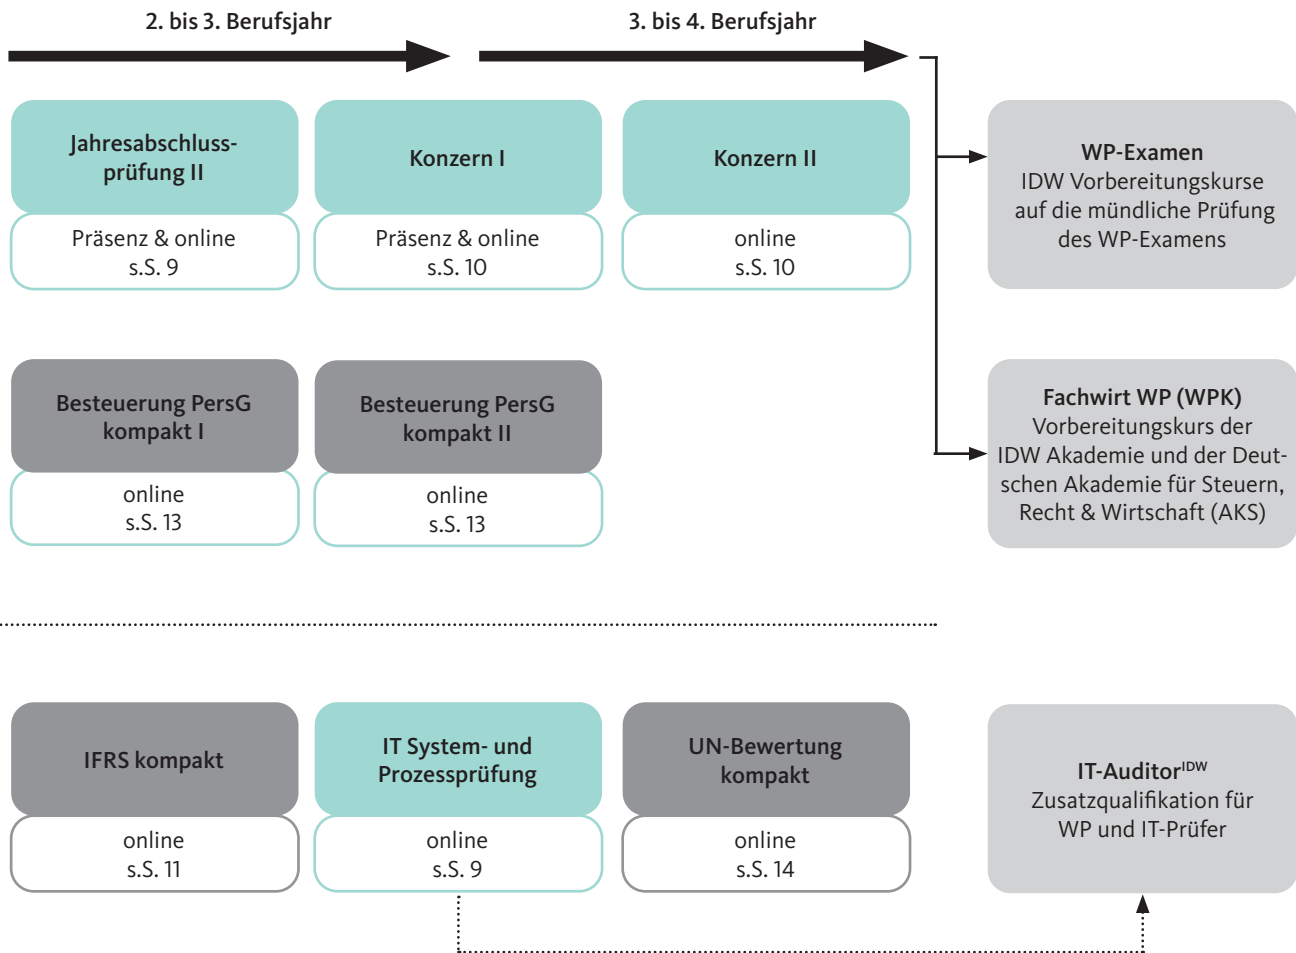 2. bis 3. Berufsjahr
3. bis 4. Berufsjahr
Jahresabschluss-
prüfung II
Präsenz & online
s.S. 9
Konzern I
Präsenz & online
s.S. 10
Konzern II
online
s.S. 10
WP-Examen
IDW Vorbereitungskurse
auf die mündliche Prüfung
des WP-Examens
Besteuerung PersG
kompakt I
online
s.S. 13
Besteuerung PersG
kompakt II
online
s.S. 13
Fachwirt WP (WPK)
Vorbereitungskurs der
IDW Akademie und der Deut-
schen Akademie für Steuern,
Recht & Wirtschaft (AKS)
IFRS kompakt
online
s.S. 11
IT System- und
Prozessprüfung
online
s.S. 9
UN-Bewertung
kompakt
online
s.S. 14
IT-AuditorIDW
Zusatzqualifikation für
WP und IT-Prüfer